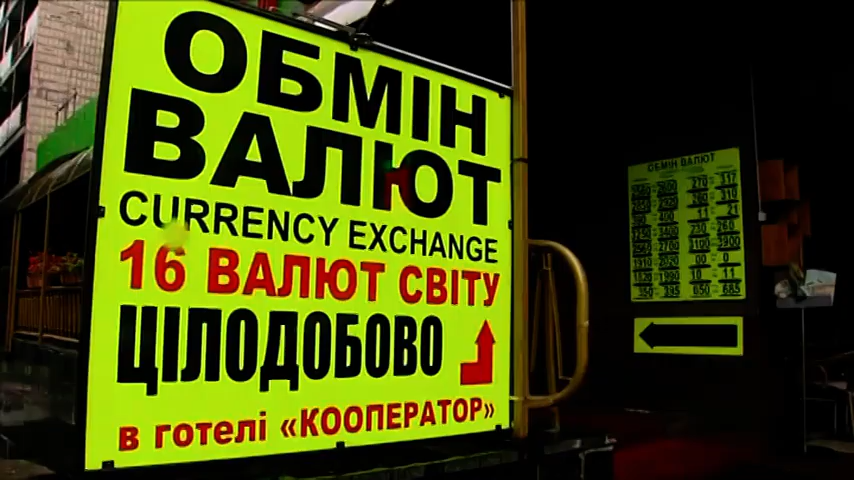 ОБМІН
ВАЛЮТ
CURRENCY EXCHANGE
16 ВАЛЮТ СВІТУ
ЦІЛОДОБОВО
в готелі «КООПЕРАТОР»
ОБМІН ВАЛЮТ